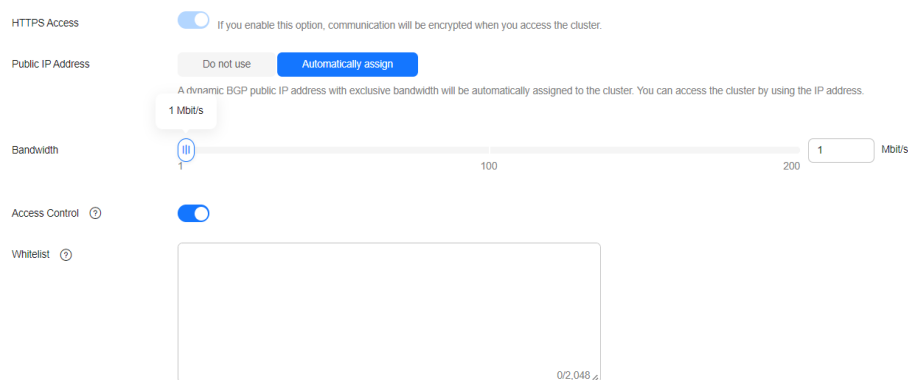 HTTPS Access If you enable this option, communication will be encrypted when you access the cluster.
Public IP Address Do not use Automatically assign
A dynamic BGP public IP address with exclusive bandwidth will be automatically assigned to the cluster. You can access the cluster by using the IP address.
1 Mbit/s
Bandwidth 1 Mbit/s
1 100 200
Access Control ?
Whitelist ?
0/2,048